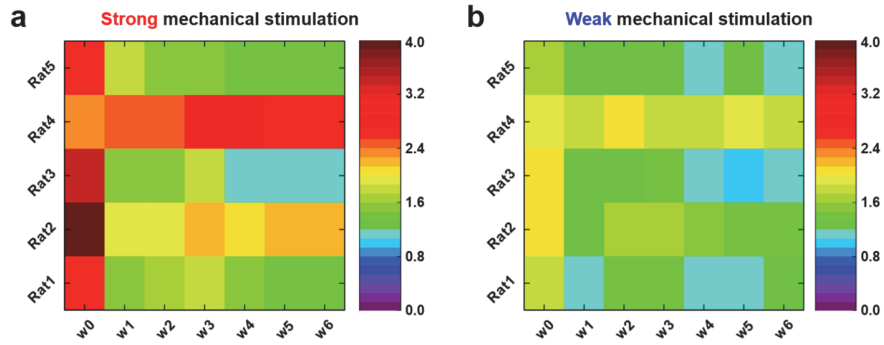 a
Strong mechanical stimulation
Rat5
Rat4
Rat3
Rat2
Rat1
w0 w1 w2 w3 w4 w5 w6
4.0
3.2
2.4
1.6
0.8
0.0
b
Weak mechanical stimulation
Rat5
Rat4
Rat3
Rat2
Rat1
w0 w1 w2 w3 w4 w5 w6
4.0
3.2
2.4
1.6
0.8
0.0